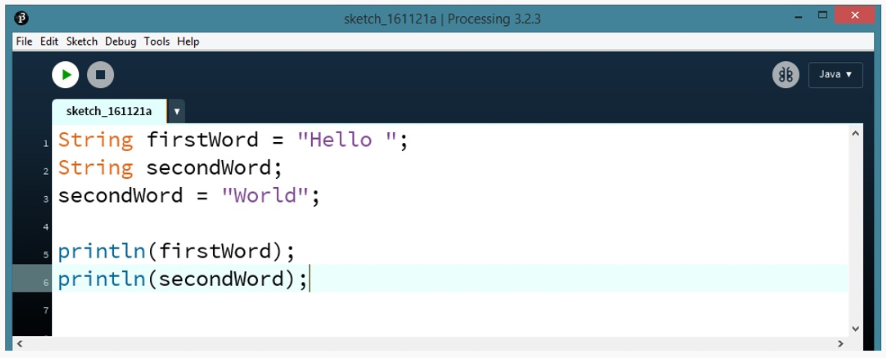 sketch_161121a | Processing 3.2.3
File Edit Sketch Debug Tools Help
Java ▼
sketch_161121a ▼
1 String firstWord = "Hello ";
2 String secondWord;
3 secondWord = "World";
4
5 println(firstWord);
6 println(secondWord);
7